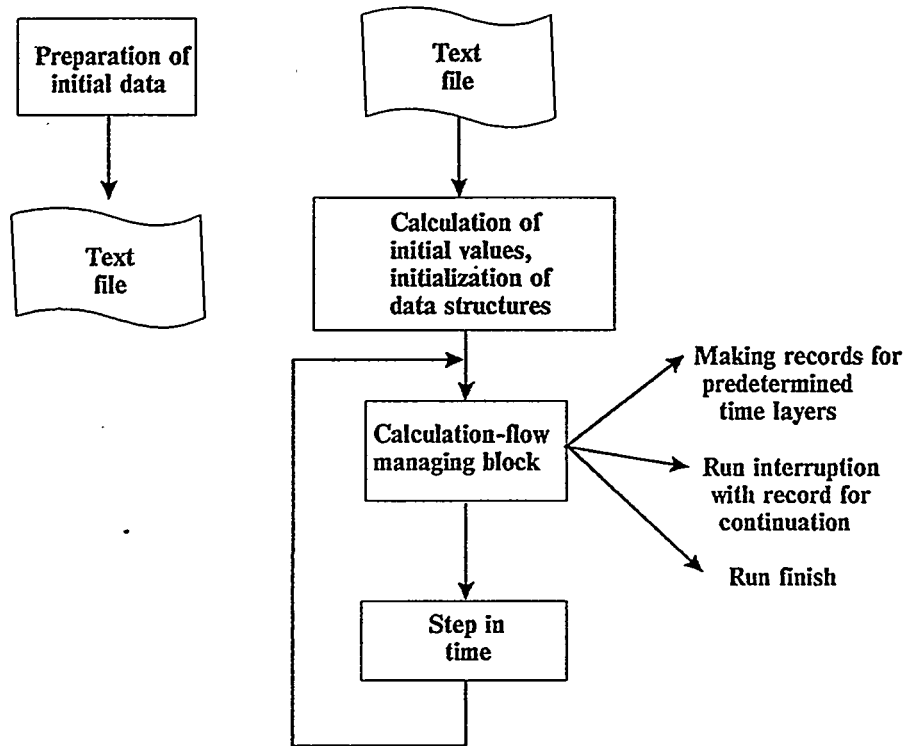 Preparation of
initial data
Text
file
Text
file
Calculation of
initial values,
initialization of
data structures
Calculation-flow
managing block
Making records for
predetermined
time layers
Run interruption
with record for
continuation
Run finish
Step in
time